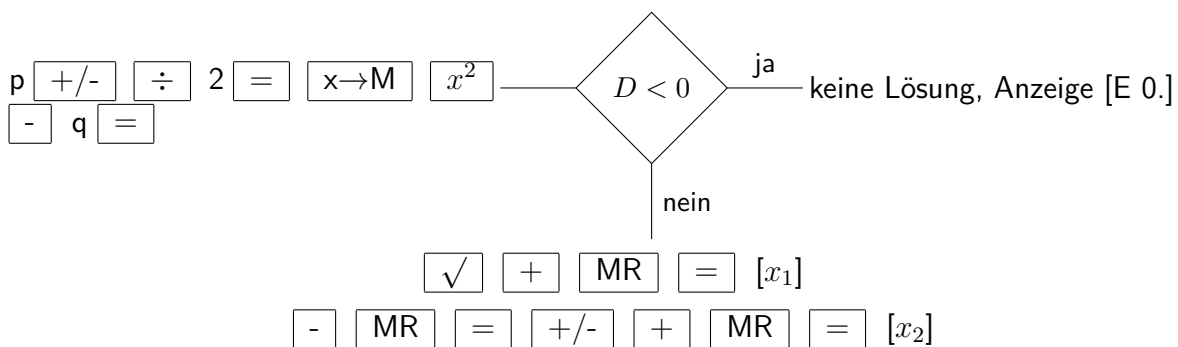 p +/- ÷ 2 = x→M x² D < 0 ja keine Lösung, Anzeige [E 0.]
- q =
nein
√ + MR = [x₁]
- MR = +/- + MR = [x₂]